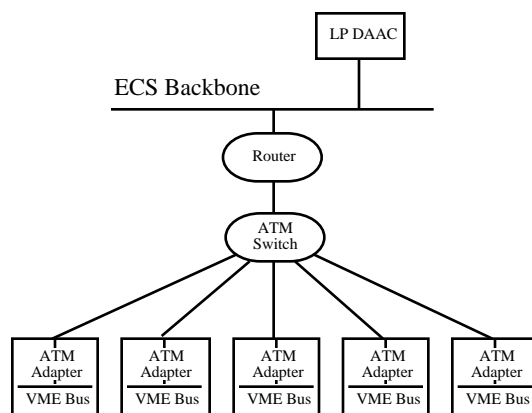 LP DAAC
ECS Backbone
Router
ATM
Switch
ATM
Adapter
VME Bus
ATM
Adapter
VME Bus
ATM
Adapter
VME Bus
ATM
Adapter
VME Bus
ATM
Adapter
VME Bus